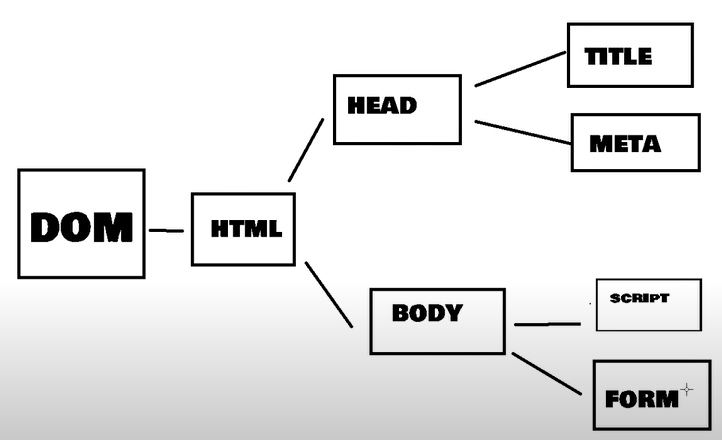 DOM
HTML
HEAD
TITLE
META
BODY
SCRIPT
FORM